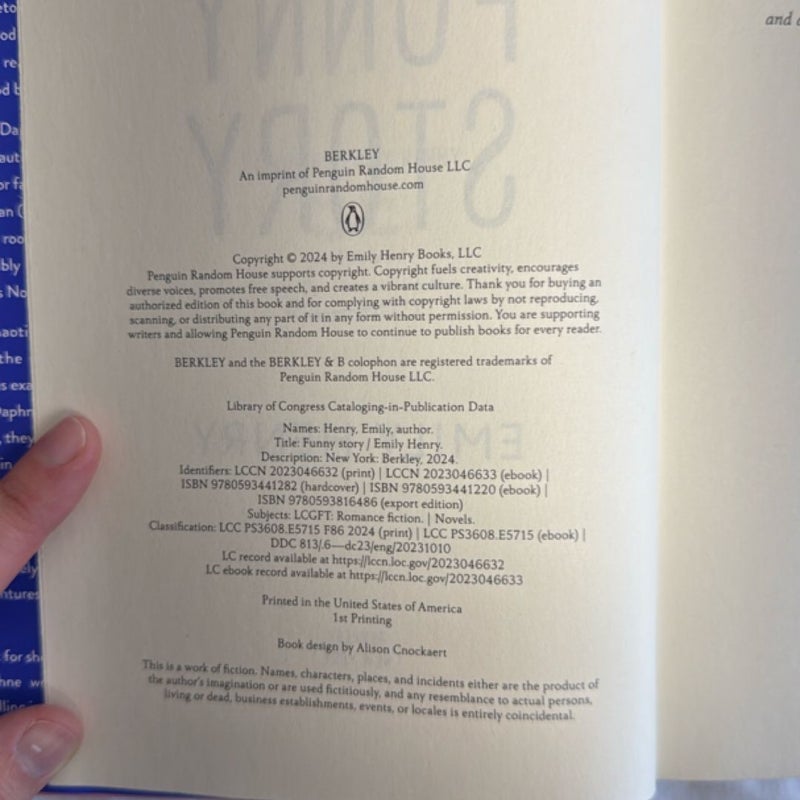 and
BERKLEY
An imprint of Penguin Random House LLC
penguinrandomhouse.com
Copyright © 2024 by Emily Henry Books, LLC
Penguin Random House supports copyright. Copyright fuels creativity, encourages
diverse voices, promotes free speech, and creates a vibrant culture. Thank you for buying an
authorized edition of this book and for complying with copyright laws by not reproducing,
scanning, or distributing any part of it in any form without permission. You are supporting
writers and allowing Penguin Random House to continue to publish books for every reader.
BERKLEY and the BERKLEY & B colophon are registered trademarks of
Penguin Random House LLC.
Library of Congress Cataloging-in-Publication Data
Names: Henry, Emily, author.
Title: Funny story / Emily Henry.
Description: New York: Berkley, 2024.
Identifiers: LCCN 2023046632 (print) | LCCN 2023046633 (ebook) |
ISBN 9780593441282 (hardcover) | ISBN 9780593441220 (ebook) |
ISBN 9780593816486 (export edition)
Subjects: LCGFT: Romance fiction. | Novels.
Classification: LCC PS3608.E5715 F86 2024 (print) | LCC PS3608.E5715 (ebook) |
DDC 813/.6—dc23/eng/20231010
LC record available at https://lccn.loc.gov/2023046632
LC ebook record available at https://lccn.loc.gov/2023046633
Printed in the United States of America
1st Printing
Book design by Alison Cnockaert
This is a work of fiction. Names, characters, places, and incidents either are the product of
the author's imagination or are used fictitiously, and any resemblance to actual persons,
living or dead, business establishments, events, or locales is entirely coincidental.